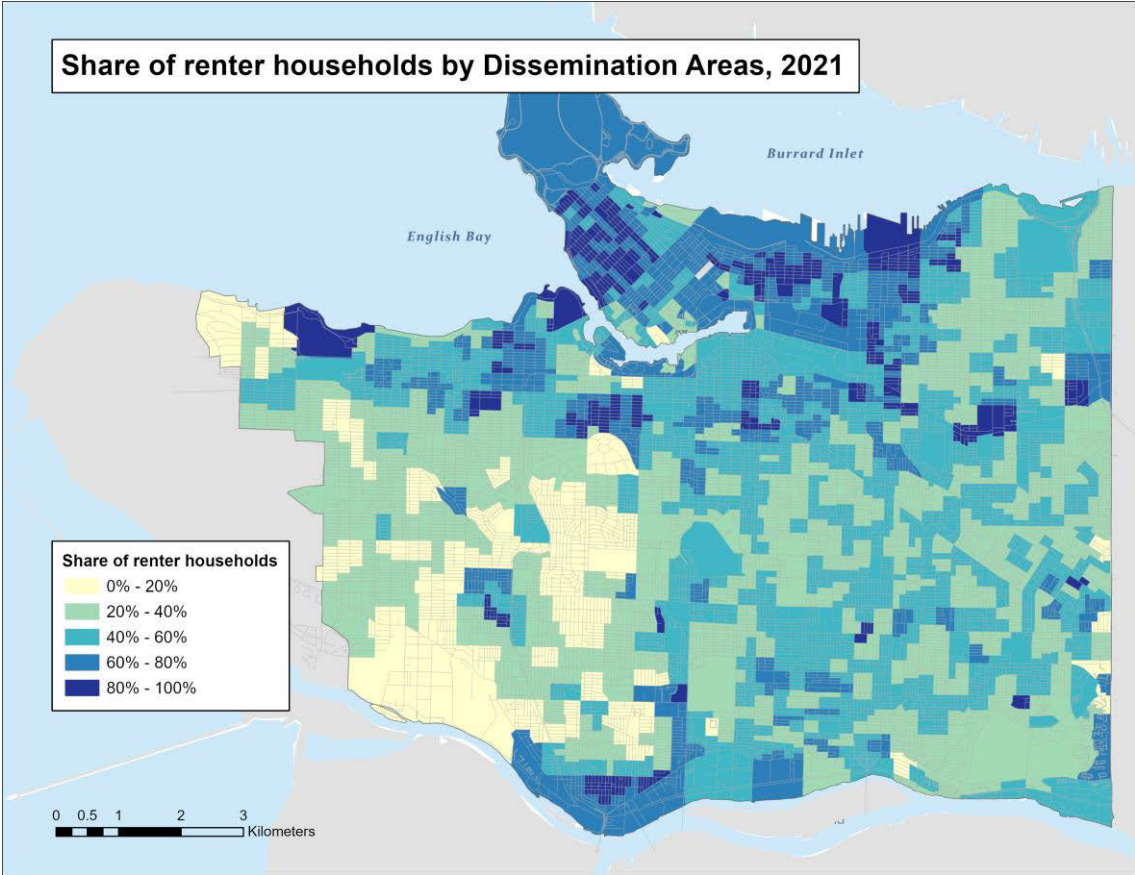 Share of renter households by Dissemination Areas, 2021
Burrard Inlet
English Bay
Share of renter households
0% - 20%
20% - 40%
40% - 60%
60% - 80%
80% - 100%
0 0.5 1 2 3
Kilometers